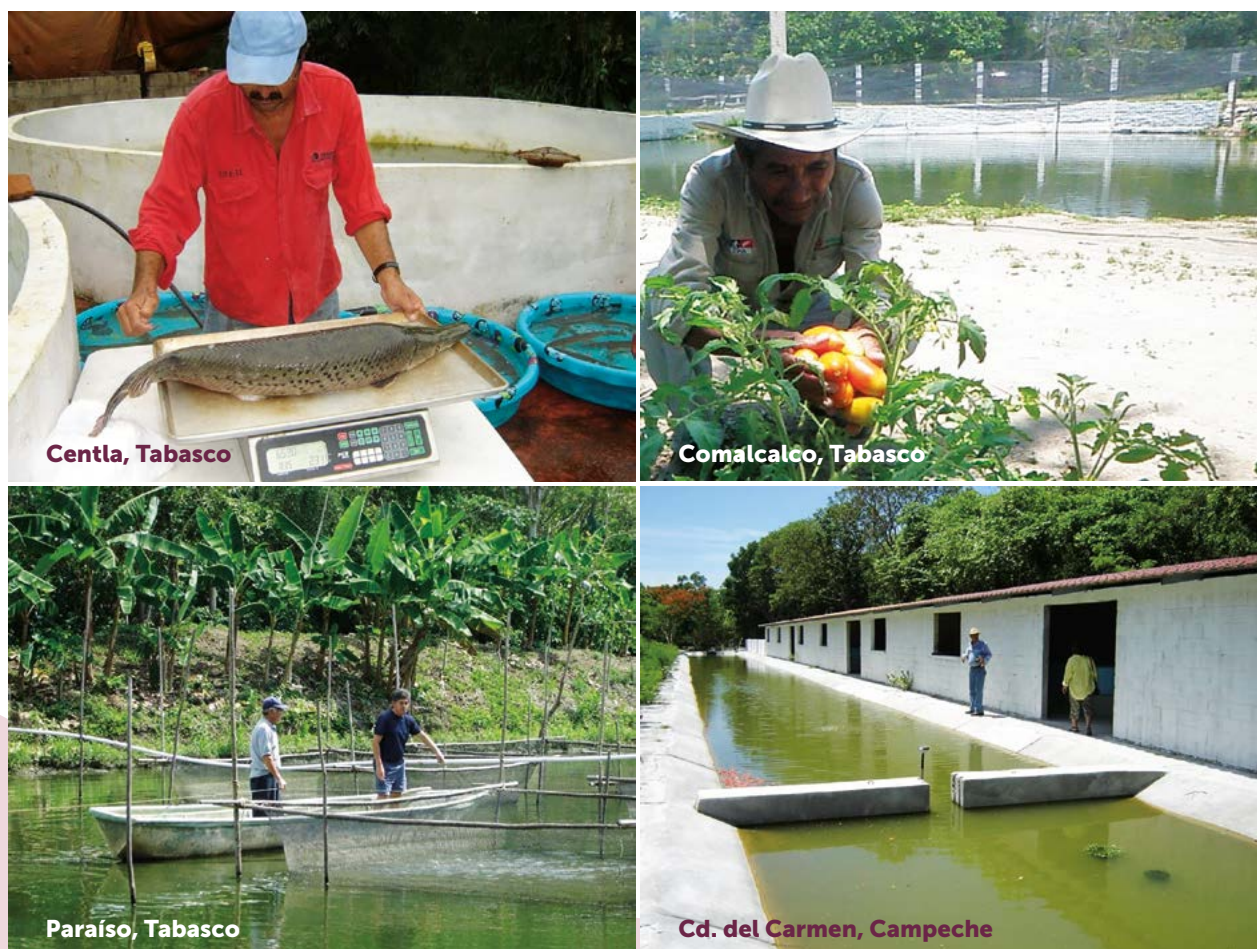 Centla, Tabasco
Comalcalco, Tabasco
Paraíso, Tabasco
Cd. del Carmen, Campeche